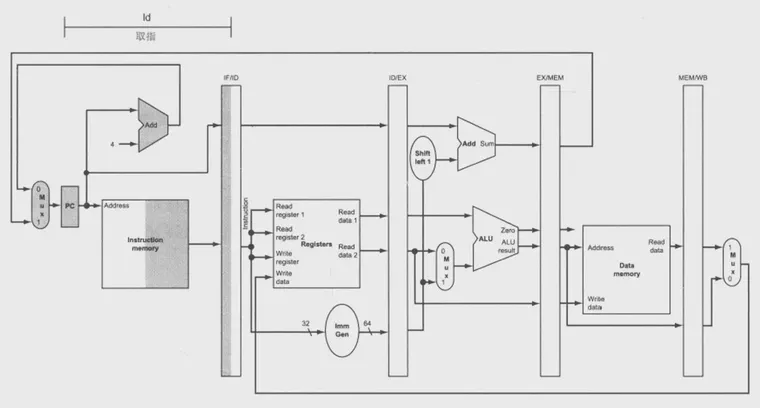 ld
取指
IF/ID
ID/EX
EX/MEM
MEM/WB
Add
4
Add Sum
Shift
left 1
0
M
u
x
1
PC
Address
Instruction
memory
Instruction
Read
register 1
Read
register 2
Write
register
Write
data
Registers
Read
data 1
Read
data 2
0
M
u
x
1
Zero
ALU
ALU
result
Address
Read
data
Data
memory
Write
data
1
M
u
x
0
32
Imm
Gen
64